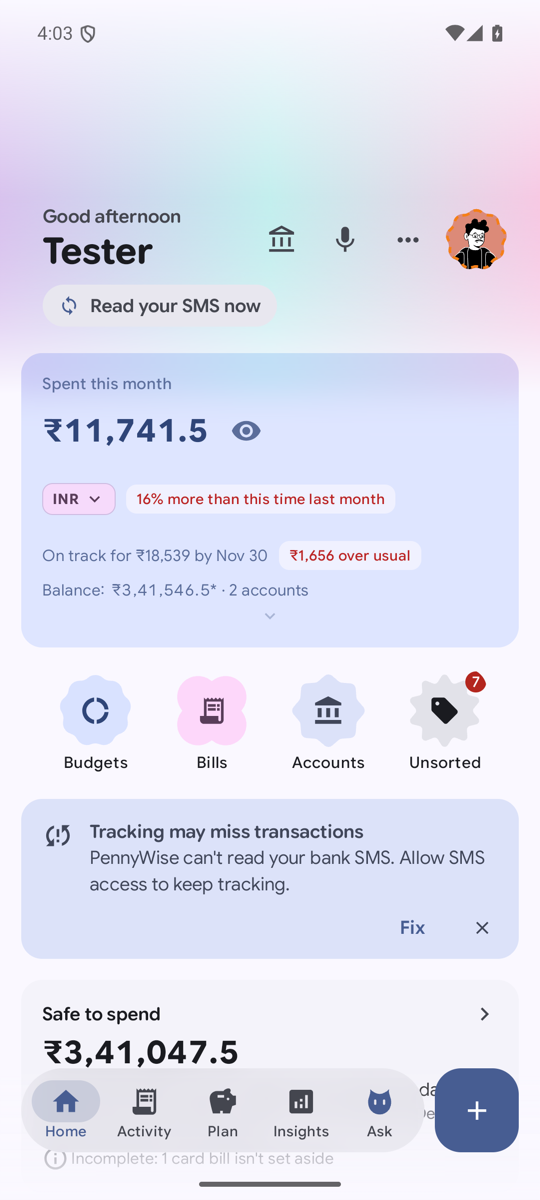 4:03
Good afternoon
Tester
Read your SMS now
Spent this month
₹11,741.5
INR
16% more than this time last month
On track for ₹18,539 by Nov 30
₹1,656 over usual
Balance: ₹3,41,546.5* · 2 accounts
7
Budgets
Bills
Accounts
Unsorted
Tracking may miss transactions
PennyWise can't read your bank SMS. Allow SMS
access to keep tracking.
Fix
Safe to spend
₹3,41,047.5
Home
Activity
Plan
Insights
Ask
+
Incomplete: 1 card bill isn't set aside